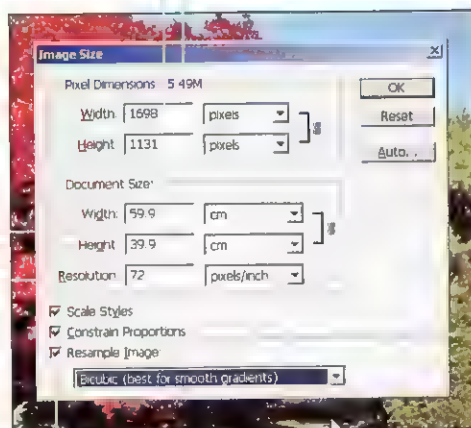 Image Size
Pixel Dimensions 5 49M
OK
Width. 1698 pixels
Reset
Height 1131 pixels
Auto. .
Document Size:
Width: 59.9 cm
Height 39.9 cm
Resolution 72 pixels/inch
Scale Styles
Constrain Proportions
Resample Image
Bicubic (best for smooth gradients)